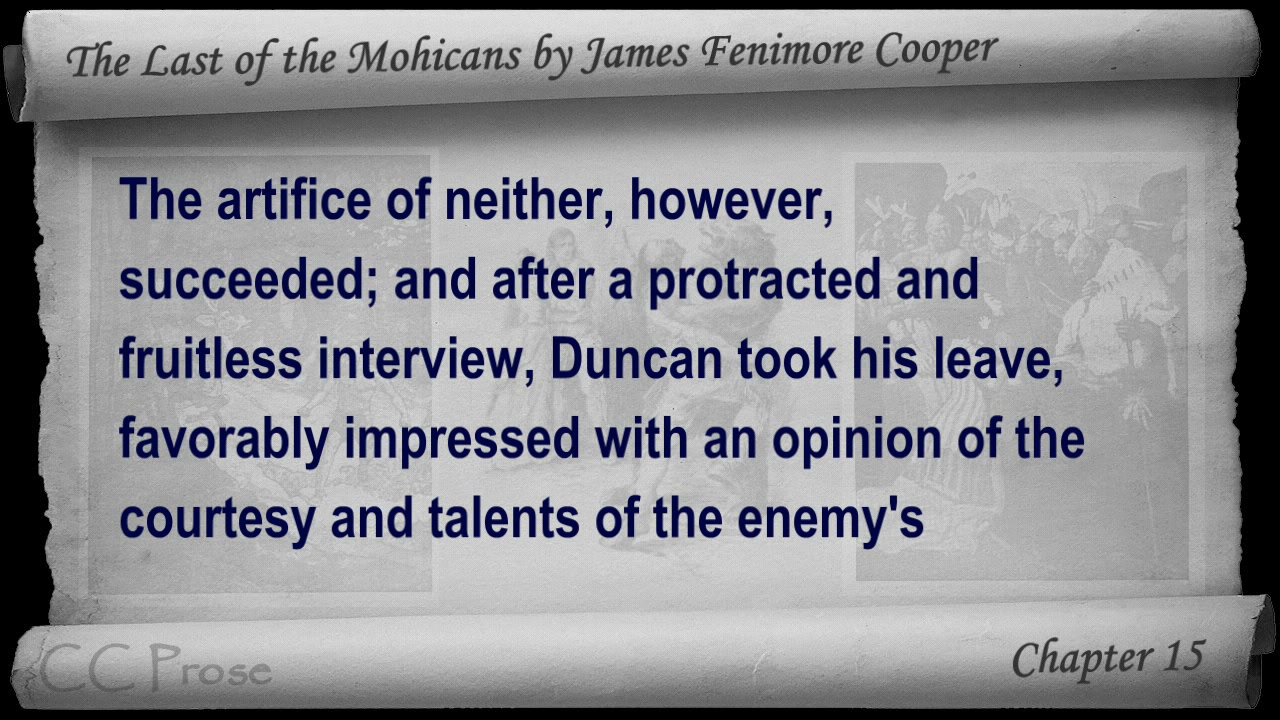 The Last of the Mohicans by James Fenimore Cooper
The artifice of neither, however,
succeeded; and after a protracted and
fruitless interview, Duncan took his leave,
favorably impressed with an opinion of the
courtesy and talents of the enemy's
CC Prose
Chapter 15